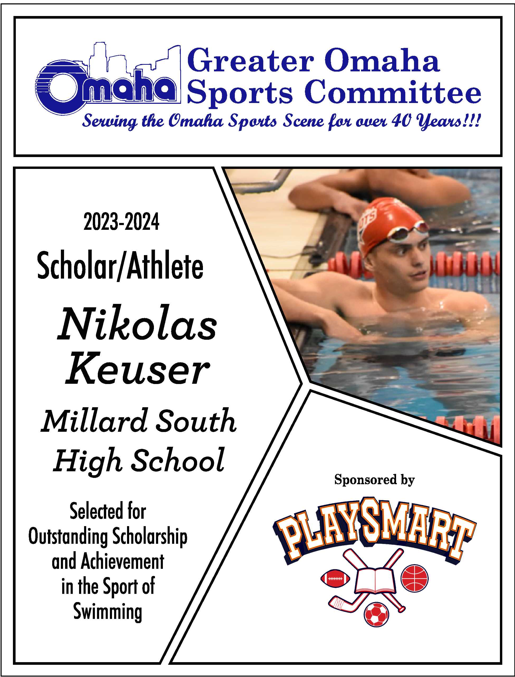 Omaha
Greater Omaha
Sports Committee
Serving the Omaha Sports Scene for over 40 Years!!!
2023-2024
Scholar/Athlete
Nikolas
Keuser
Millard South
High School
Selected for
Outstanding Scholarship
and Achievement
in the Sport of
Swimming
Sponsored by
PLAYSMART